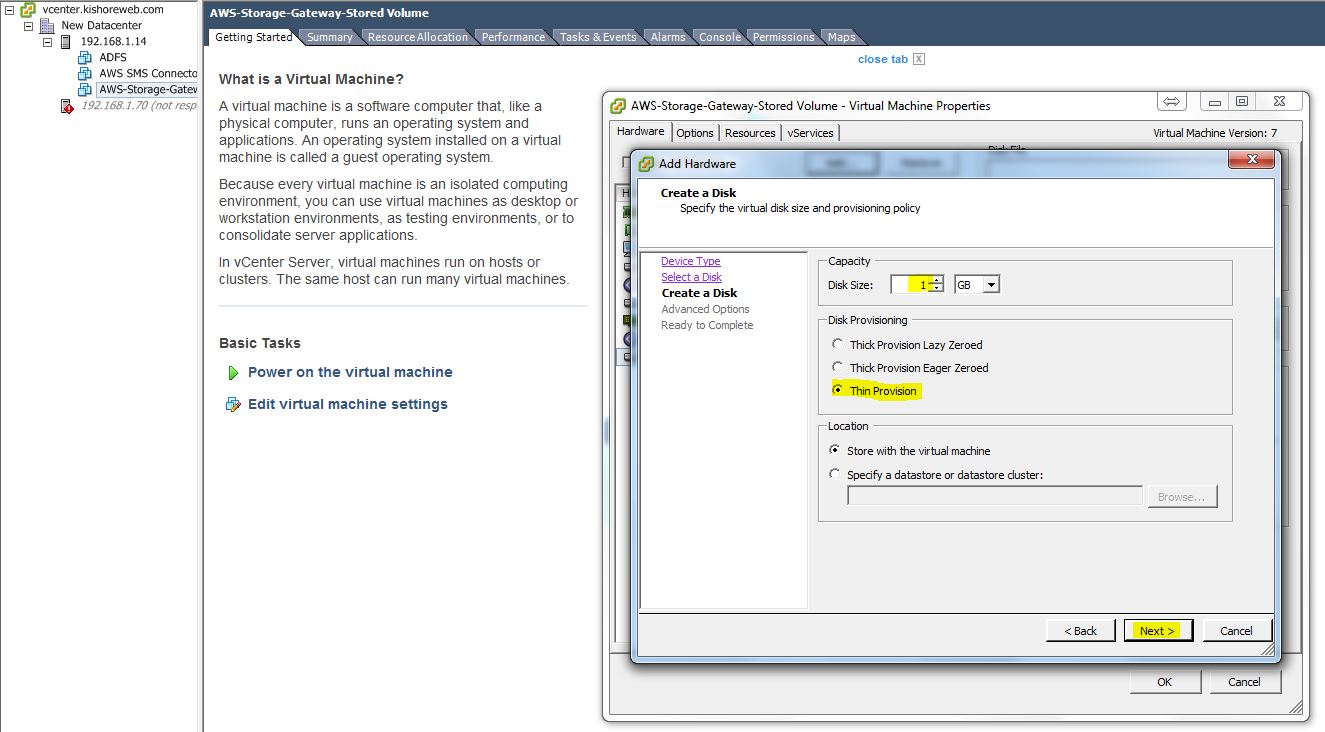 vcenter.kishoreweb.com
New Datacenter
192.168.1.14
ADFS
AWS SMS Connecto
AWS-Storage-Gatew
192.168.1.70 (not resp
AWS-Storage-Gateway-Stored Volume
Getting Started Summary Resource Allocation Performance Tasks & Events Alarms Console Permissions Maps
close tab
What is a Virtual Machine?
A virtual machine is a software computer that, like a
physical computer, runs an operating system and
applications. An operating system installed on a virtual
machine is called a guest operating system.
Because every virtual machine is an isolated computing
environment, you can use virtual machines as desktop or
workstation environments, as testing environments, or to
consolidate server applications.
In vCenter Server, virtual machines run on hosts or
clusters. The same host can run many virtual machines.
Basic Tasks
Power on the virtual machine
Edit virtual machine settings
AWS-Storage-Gateway-Stored Volume - Virtual Machine Properties
Hardware Options Resources vServices
Virtual Machine Version: 7
Disk File
Add Hardware
Create a Disk
Specify the virtual disk size and provisioning policy
Device Type
Select a Disk
Create a Disk
Advanced Options
Ready to Complete
Capacity
Disk Size: 1 GB
Disk Provisioning
Thick Provision Lazy Zeroed
Thick Provision Eager Zeroed
Thin Provision
Location
Store with the virtual machine
Specify a datastore or datastore cluster:
Browse...
< Back Next > Cancel
OK Cancel